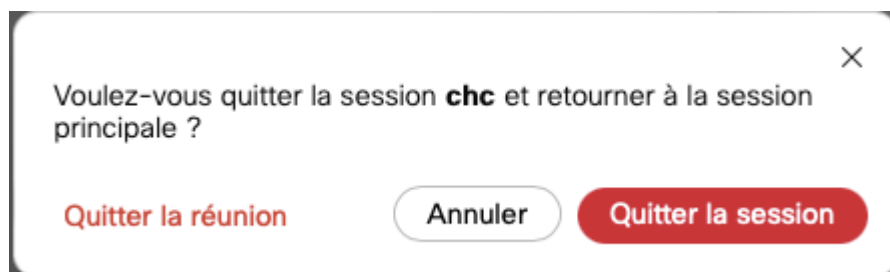 Voulez-vous quitter la session chc et retourner à la session
principale ?
Quitter la réunion
Annuler
Quitter la session